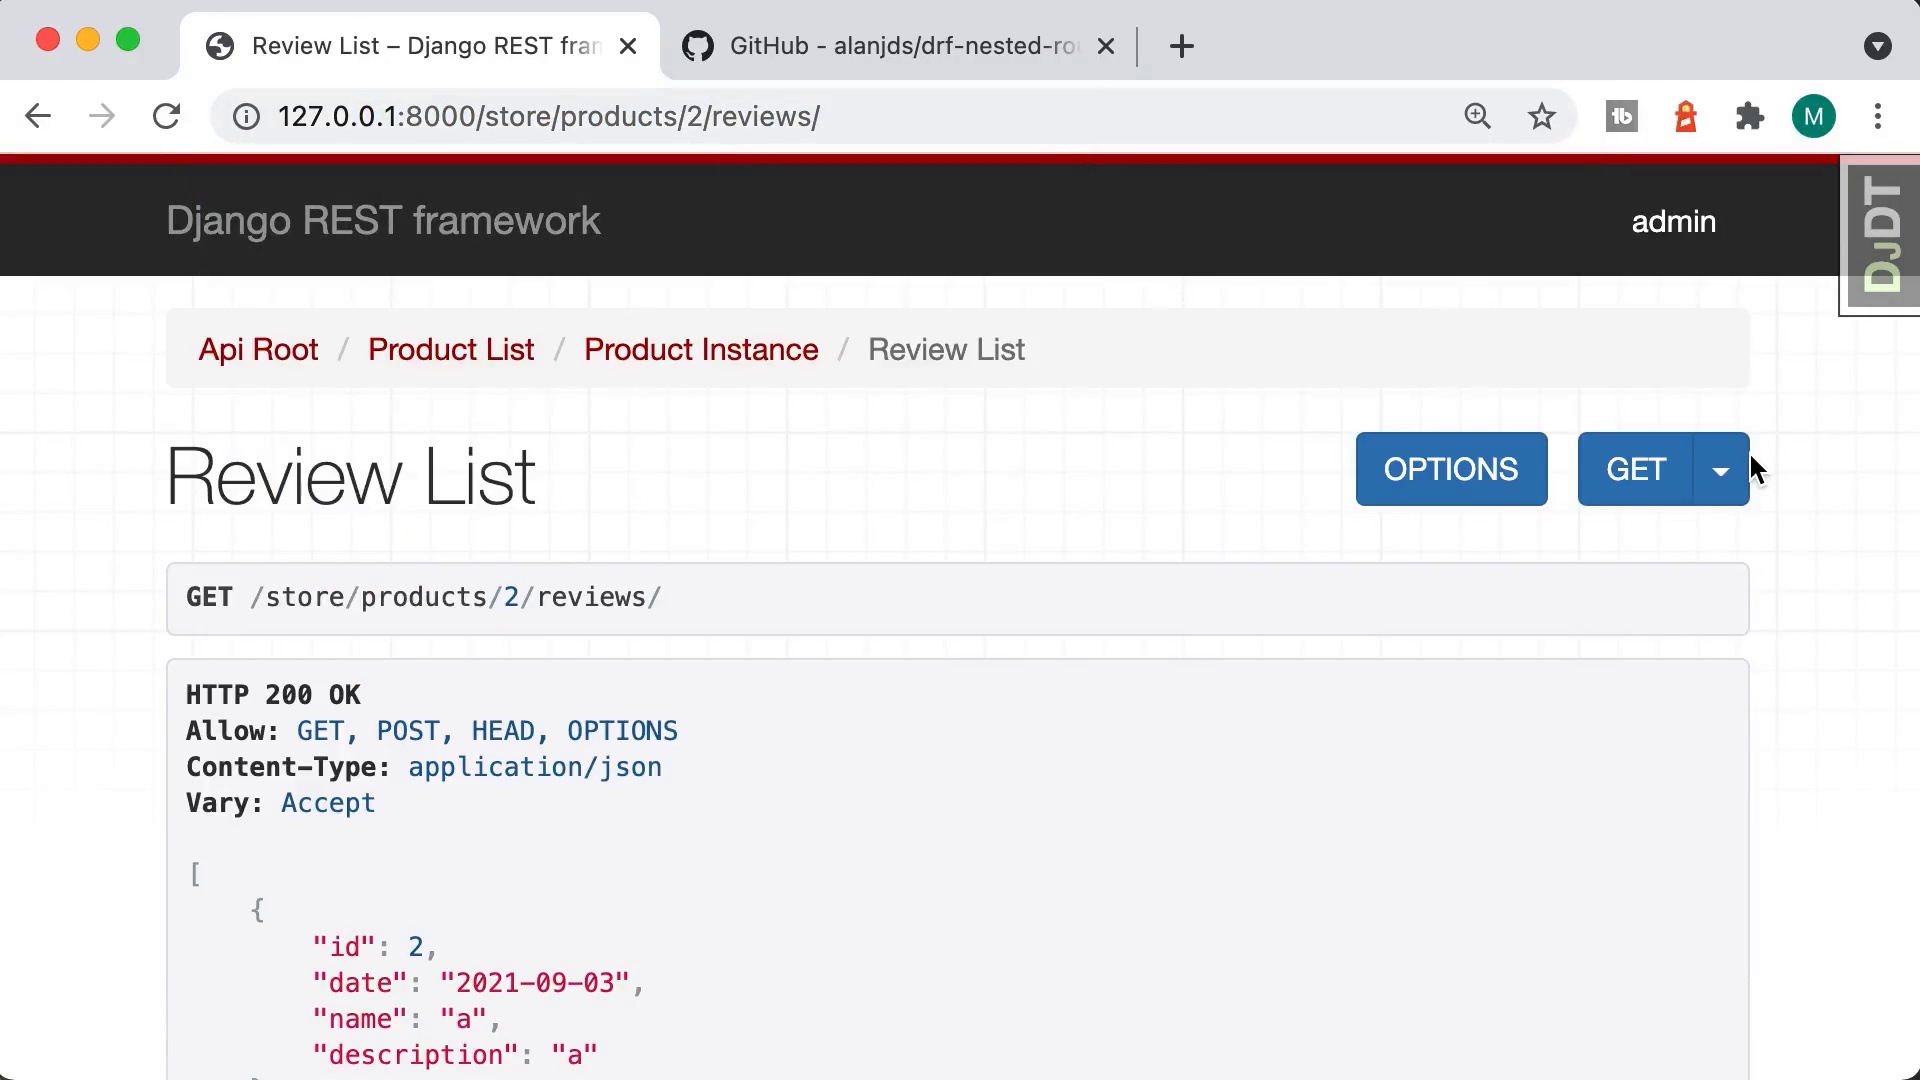 Review List – Django REST fran
GitHub - alanjds/drf-nested-rou
127.0.0.1:8000/store/products/2/reviews/
tb
M
Django REST framework
admin
DJDT
Api Root / Product List / Product Instance / Review List
Review List
OPTIONS
GET
GET /store/products/2/reviews/
HTTP 200 OK
Allow: GET, POST, HEAD, OPTIONS
Content-Type: application/json
Vary: Accept
[
{
"id": 2,
"date": "2021-09-03",
"name": "a",
"description": "a"